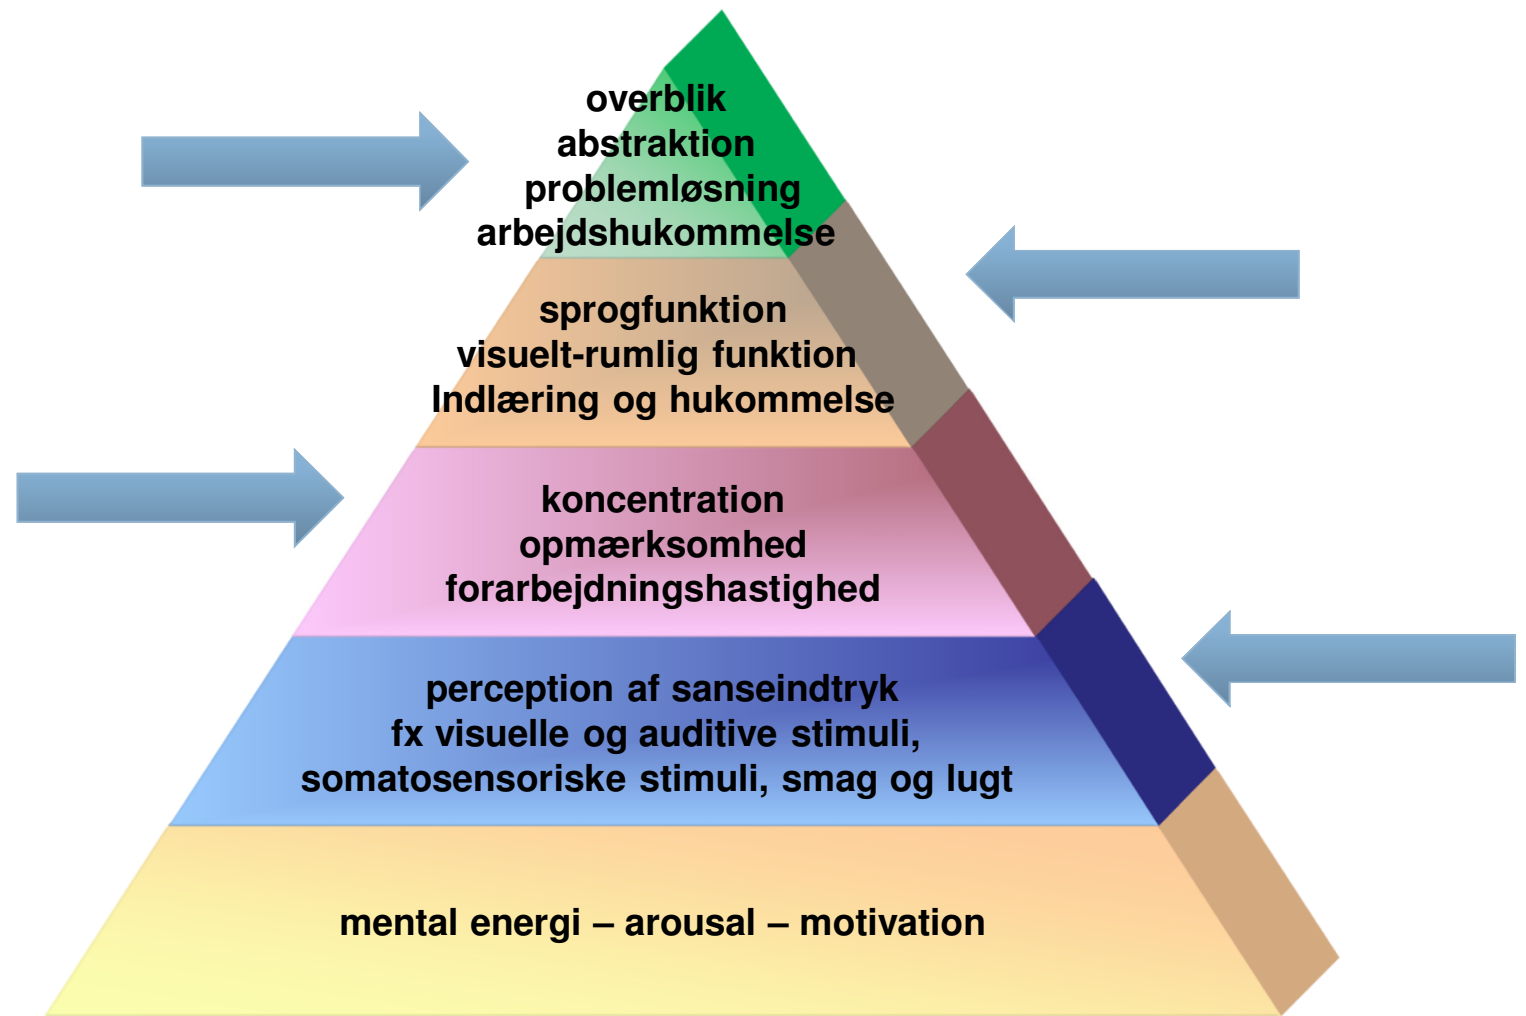 overblik
abstraktion
problemløsning
arbejdshukommelse
sprogfunktion
visuelt-rumlig funktion
Indlæring og hukommelse
koncentration
opmærksomhed
forarbejdningshastighed
perception af sanseindtryk
fx visuelle og auditive stimuli,
somatosensoriske stimuli, smag og lugt
mental energi – arousal – motivation